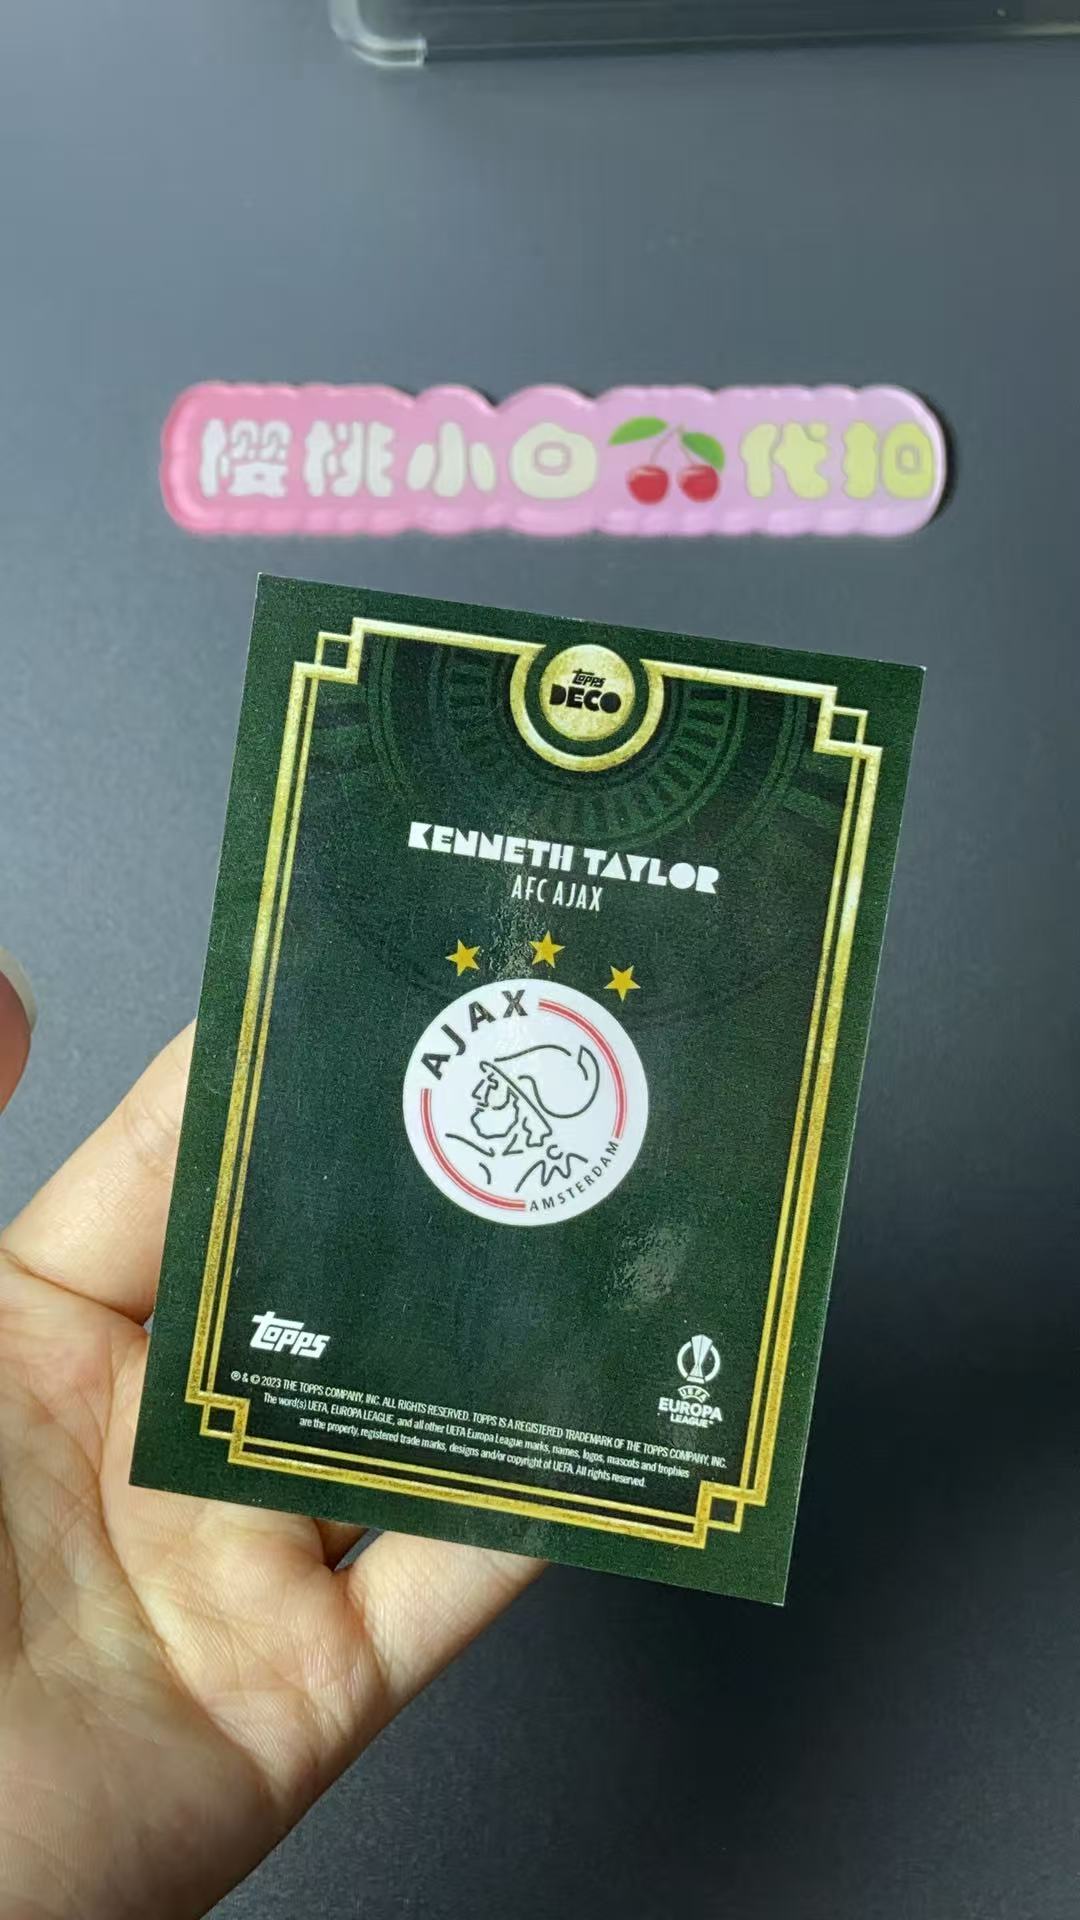 樱桃小口代拍
topps
DECO
KENNETH TAYLOR
AFC AJAX
AJAX
AMSTERDAM
topps
UEFA
EUROPA
LEAGUE™
® & © 2023 THE TOPPS COMPANY, INC. ALL RIGHTS RESERVED. TOPPS IS A REGISTERED TRADEMARK OF THE TOPPS COMPANY, INC.
The word(s) UEFA, EUROPA LEAGUE, and all other UEFA Europa League marks, names, logos, mascots and trophies
are the property, registered trade marks, designs and/or copyright of UEFA. All rights reserved.